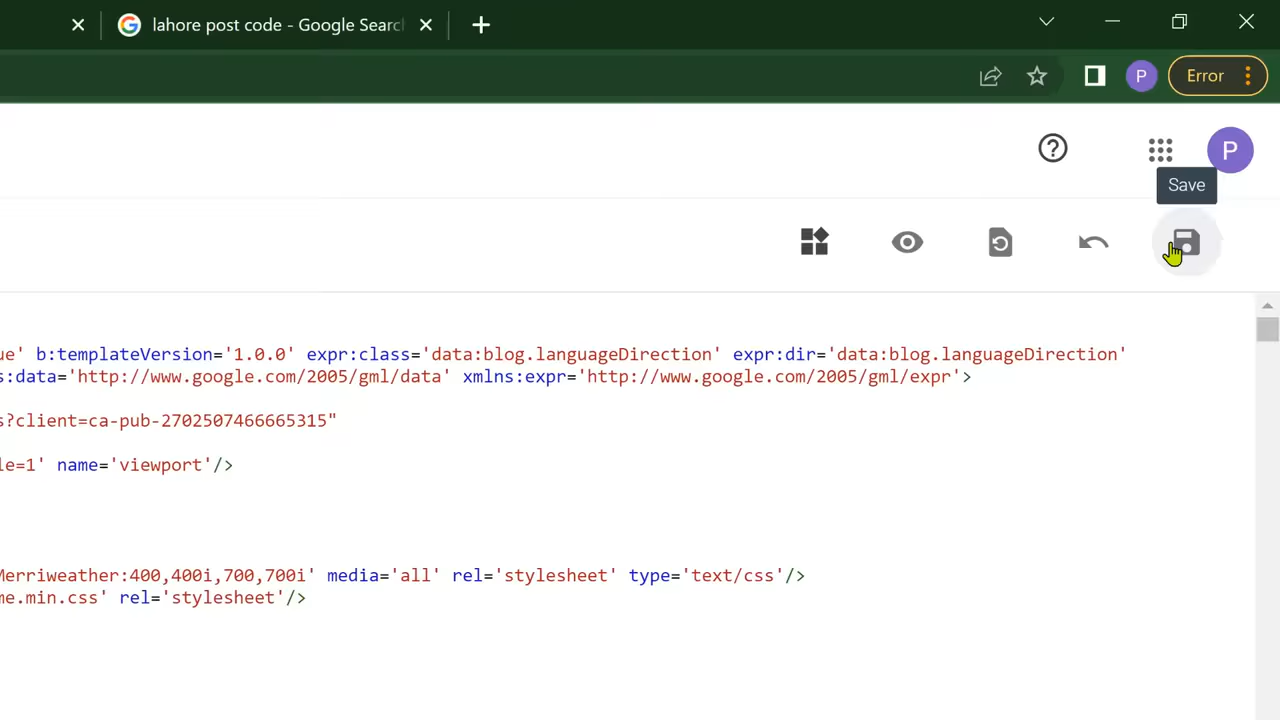 lahore post code - Google Searc
P
Error
P
Save
ue' b:templateVersion='1.0.0' expr:class='data:blog.languageDirection' expr:dir='data:blog.languageDirection'
s:data='http://www.google.com/2005/gml/data' xmlns:expr='http://www.google.com/2005/gml/expr'>
s?client=ca-pub-2702507466665315"
le=1' name='viewport'/>
Merriweather:400,400i,700,700i' media='all' rel='stylesheet' type='text/css'/>
me.min.css' rel='stylesheet'/>